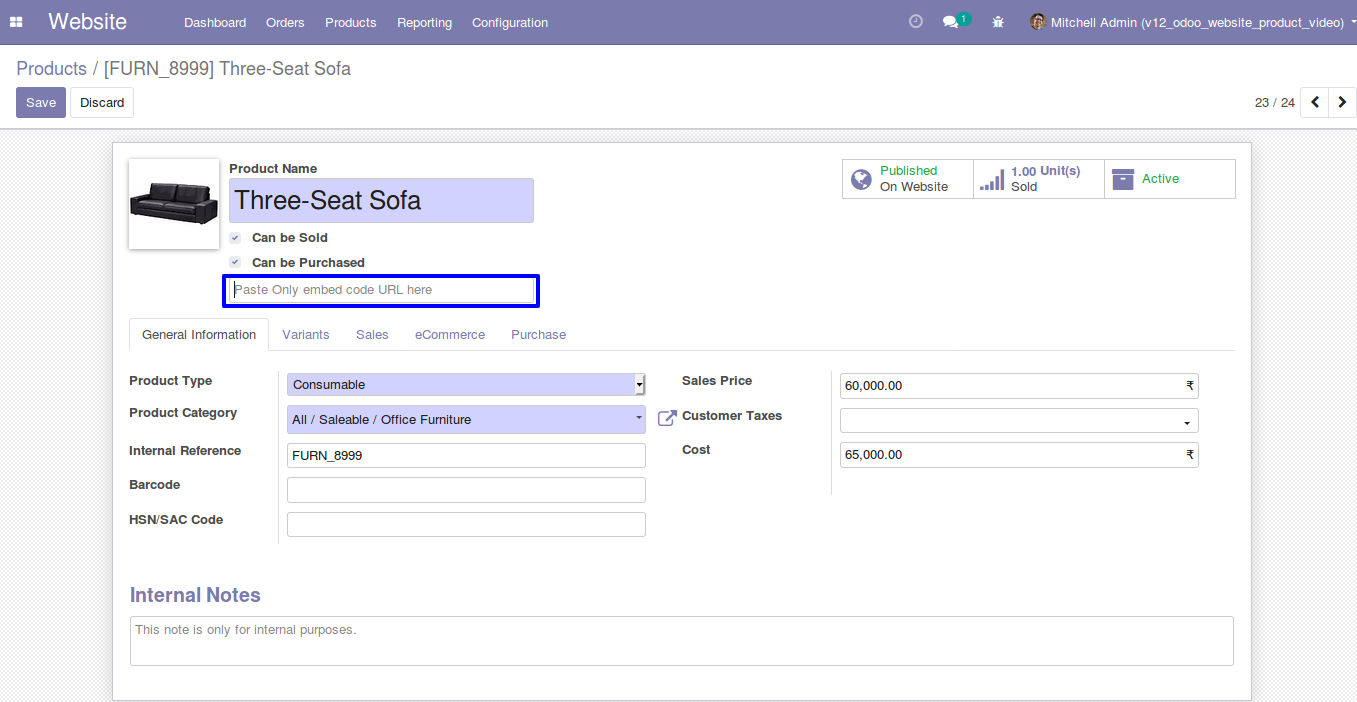 Website Dashboard Orders Products Reporting Configuration 1 Mitchell Admin (v12_odoo_website_product_video)
Products / [FURN_8999] Three-Seat Sofa
Save Discard 23 / 24
Product Name
Three-Seat Sofa
Published
On Website
1.00 Unit(s)
Sold
Active
Can be Sold
Can be Purchased
Paste Only embed code URL here
General Information Variants Sales eCommerce Purchase
Product Type Consumable
Product Category All / Saleable / Office Furniture
Internal Reference FURN_8999
Barcode
HSN/SAC Code
Sales Price 60,000.00 ₹
Customer Taxes
Cost 65,000.00 ₹
Internal Notes
This note is only for internal purposes.